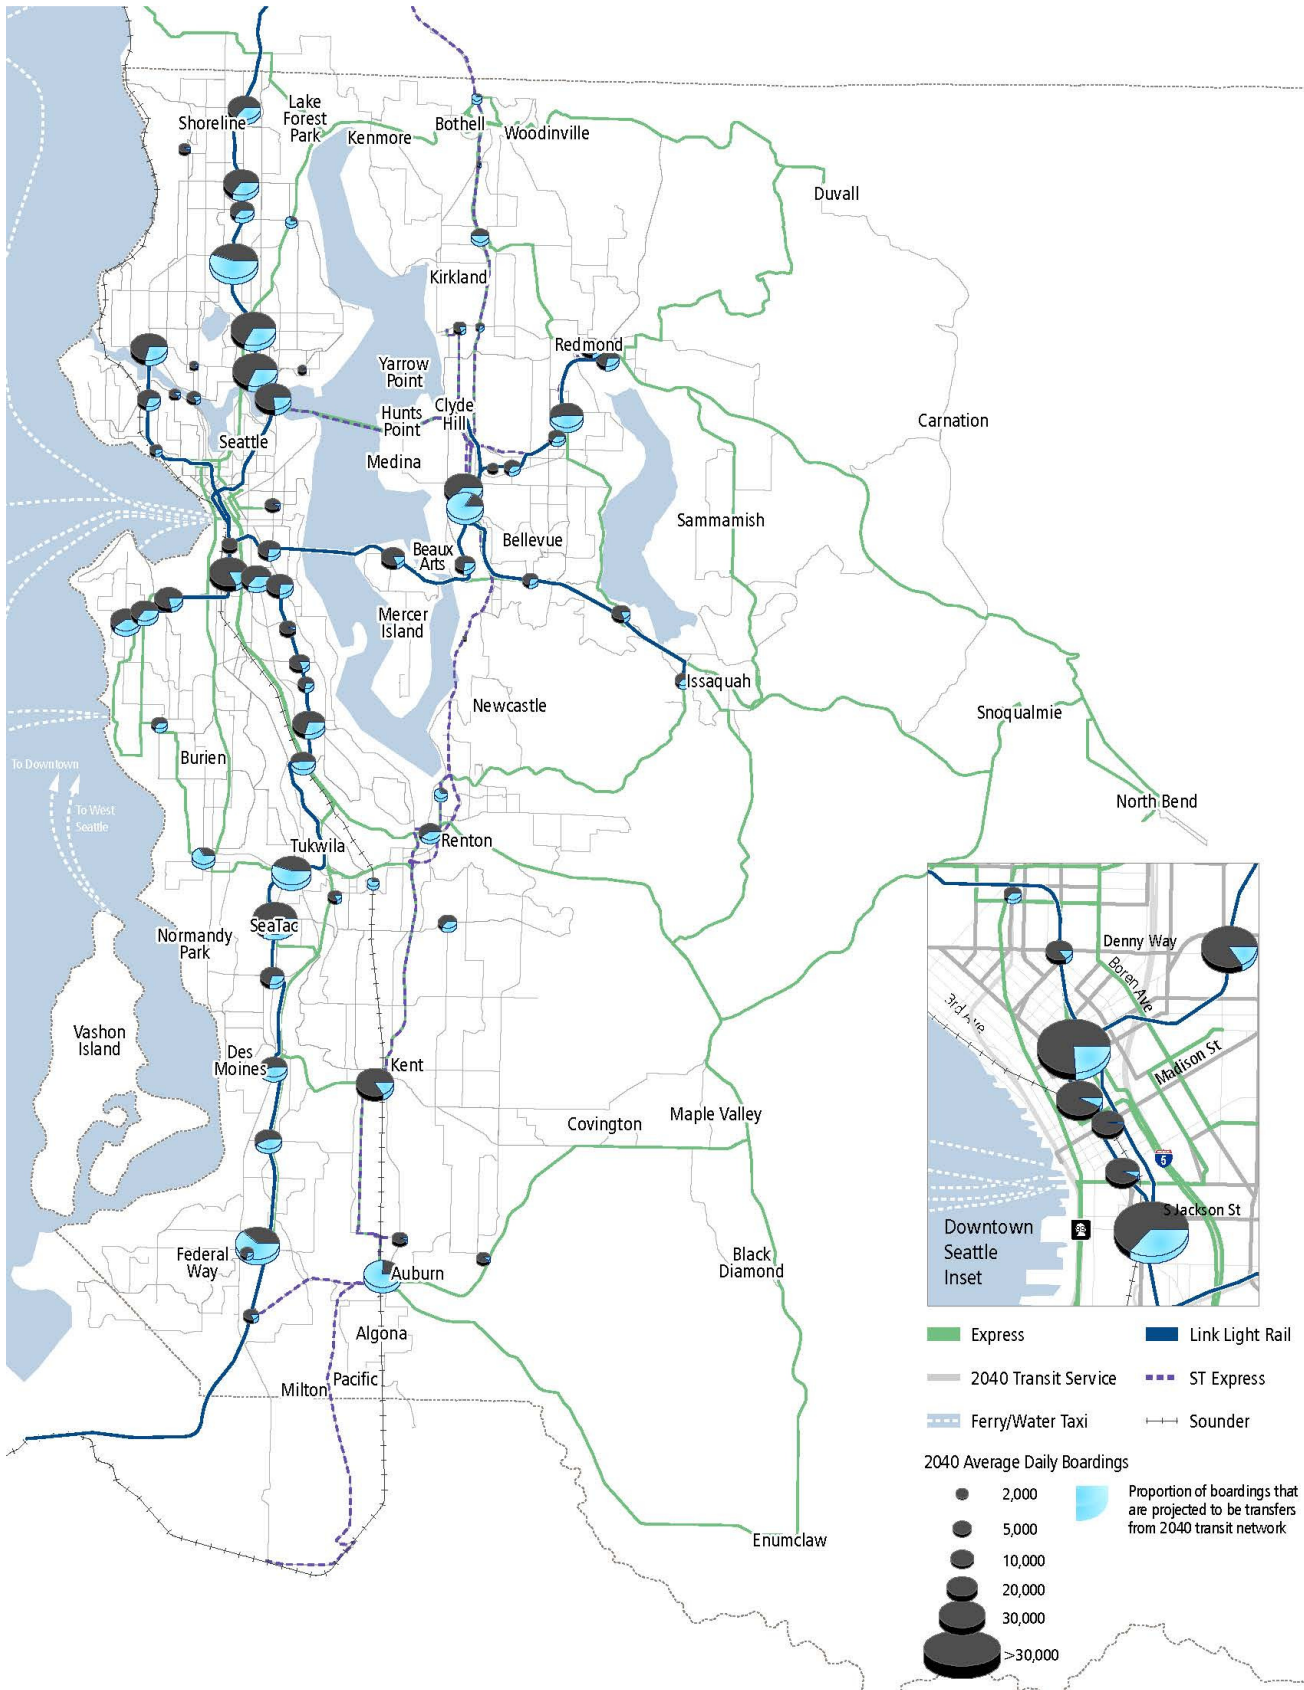 Shoreline
Lake
Forest
Park
Kenmore
Bothell
Woodinville
Duvall
Kirkland
Redmond
Yarrow
Point
Hunts
Point
Clyde
Hill
Carnation
Seattle
Medina
Sammamish
Bellevue
Beaux
Arts
Mercer
Island
Issaquah
Newcastle
Snoqualmie
Burien
To Downtown
To West
Seattle
North Bend
Tukwila
Renton
SeaTac
Normandy
Park
Vashon
Island
Des
Moines
Kent
Covington
Maple Valley
Federal
Way
Auburn
Black
Diamond
Algona
Pacific
Milton
Enumclaw
Denny Way
Boren Ave
3rd Ave
Madison St
5
S Jackson St
99
Downtown
Seattle
Inset
Express
Link Light Rail
2040 Transit Service
ST Express
Ferry/Water Taxi
Sounder
2040 Average Daily Boardings
2,000
5,000
10,000
20,000
30,000
>30,000
Proportion of boardings that
are projected to be transfers
from 2040 transit network